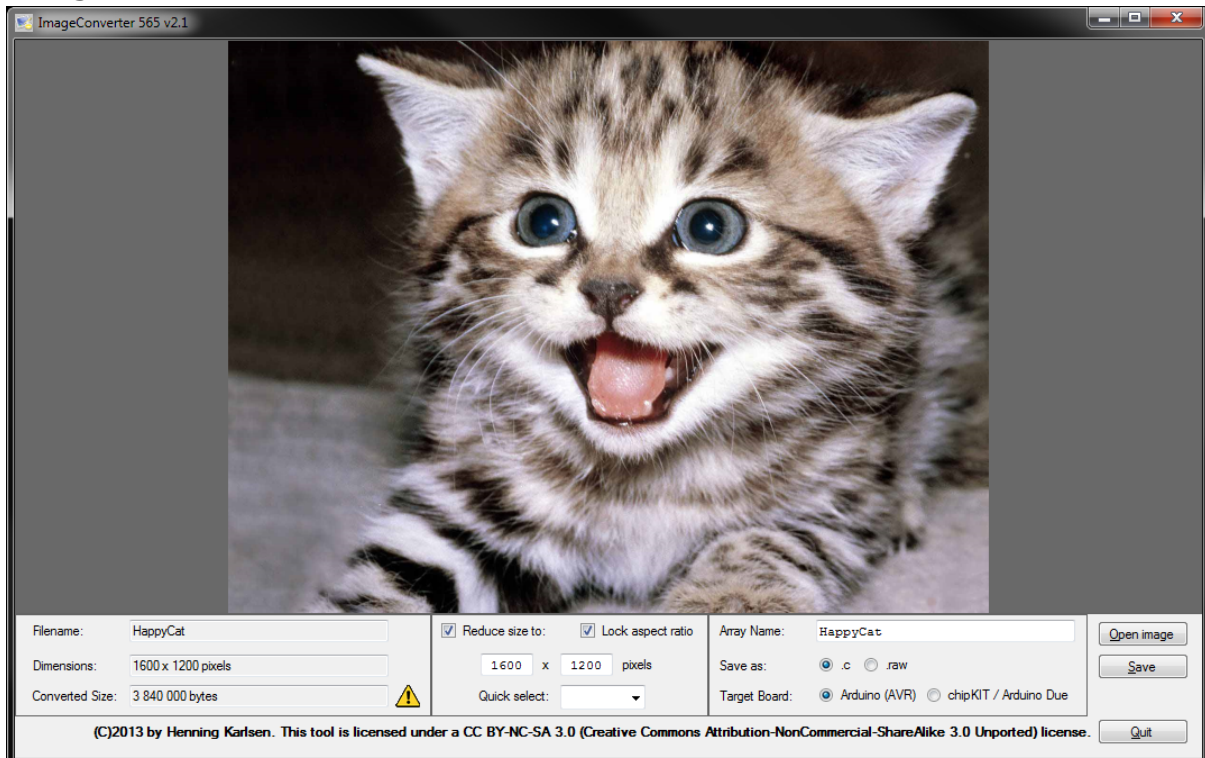 ImageConverter 565 v2.1
Filename: HappyCat
Dimensions: 1600 x 1200 pixels
Converted Size: 3 840 000 bytes
Reduce size to: Lock aspect ratio
1600 x 1200 pixels
Quick select:
Array Name: HappyCat
Save as: .c .raw
Target Board: Arduino (AVR) chipKIT / Arduino Due
Open image
Save
(C)2013 by Henning Karlsen. This tool is licensed under a CC BY-NC-SA 3.0 (Creative Commons Attribution-NonCommercial-ShareAlike 3.0 Unported) license.
Quit